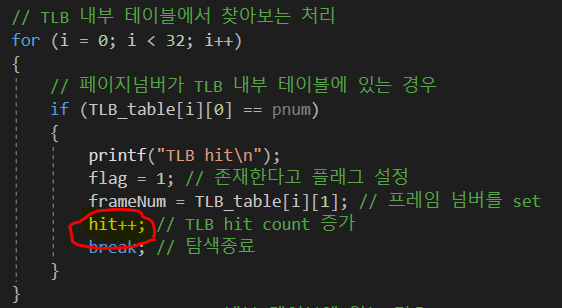 // TLB 내부 테이블에서 찾아보는 처리
for (i = 0; i < 32; i++)
{
// 페이지넘버가 TLB 내부 테이블에 있는 경우
if (TLB_table[i][0] == pnum)
{
printf("TLB hit\n");
flag = 1; // 존재한다고 플래그 설정
frameNum = TLB_table[i][1]; // 프레임 넘버를 set
hit++; // TLB hit count 증가
break; // 탐색종료
}
}